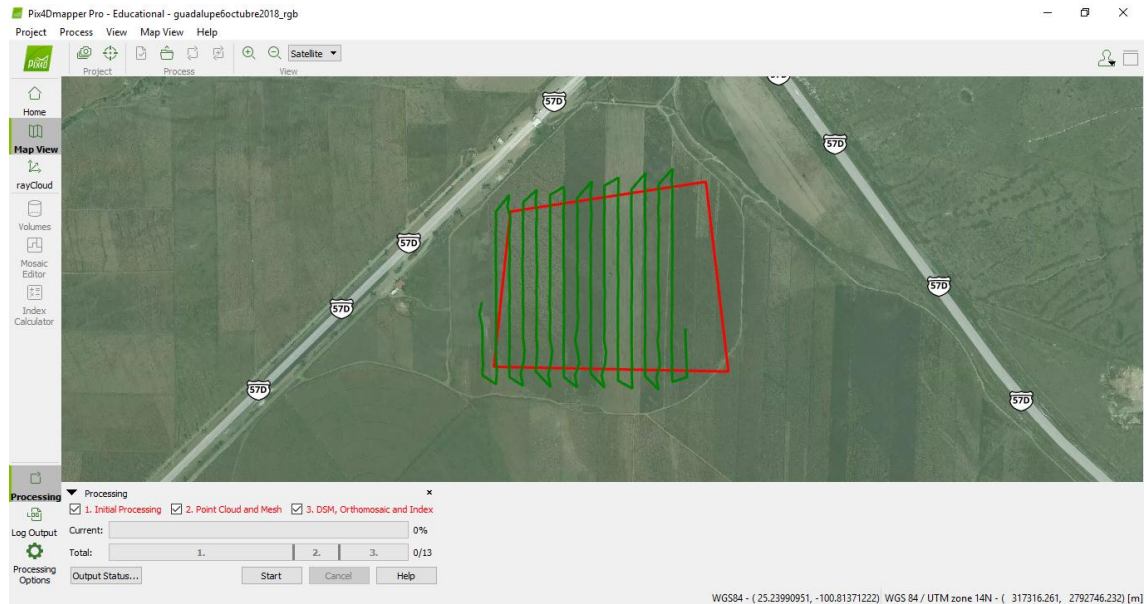 Pix4Dmapper Pro - Educational - guadalupe6octubre2018_rgb
Project Process View Map View Help
Satellite
pix4d
Project Process View
Home
Map View
rayCloud
Volumes
Mosaic
Editor
Index
Calculator
57D
57D
57D
57D
57D
57D
57D
Processing
Log Output
Processing
Options
Processing
1. Initial Processing 2. Point Cloud and Mesh 3. DSM, Orthomosaic and Index
Current: 0%
Total: 1. 2. 3. 0/13
Output Status... Start Cancel Help
WGS84 - ( 25.23990951, -100.81371222) WGS 84 / UTM zone 14N - ( 317316.261, 2792746.232) [m]